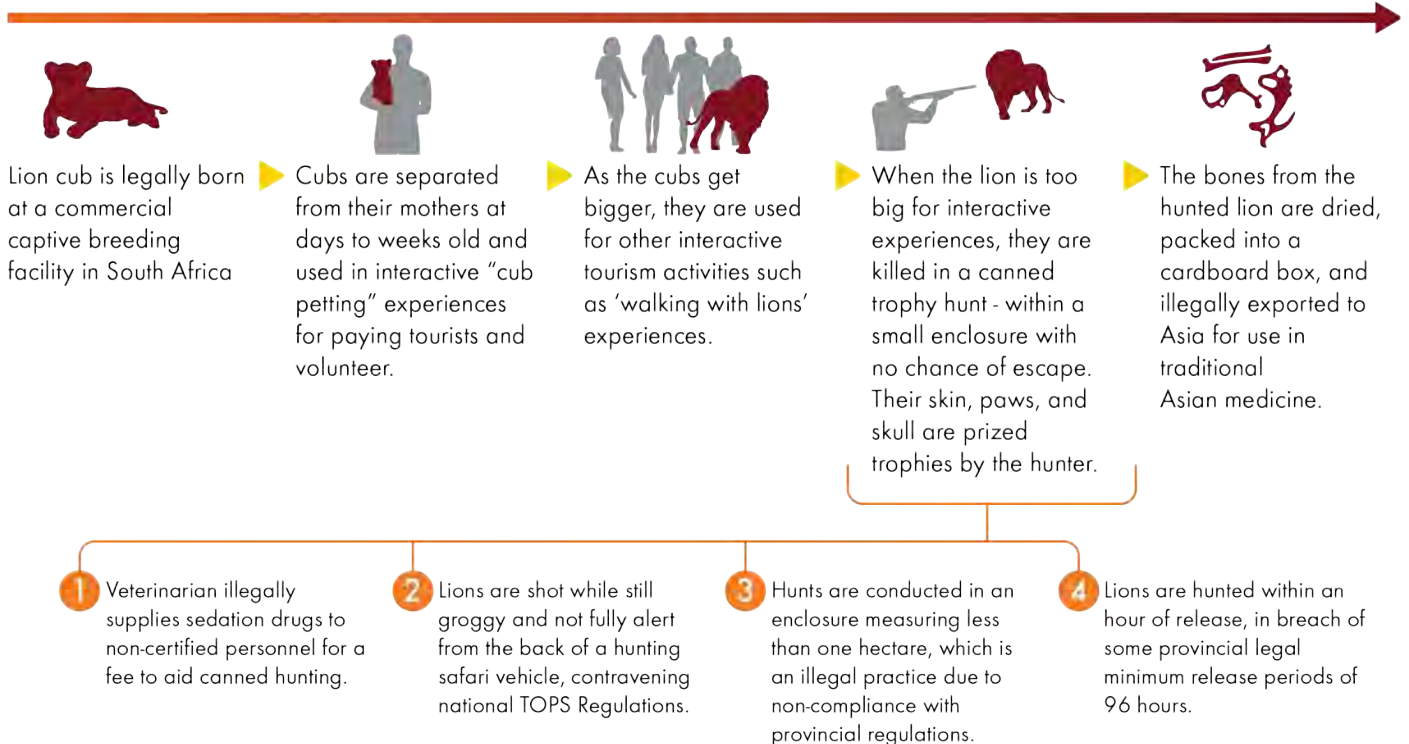 Lion cub is legally born
at a commercial
captive breeding
facility in South Africa
Cubs are separated
from their mothers at
days to weeks old and
used in interactive “cub
petting” experiences
for paying tourists and
volunteer.
As the cubs get
bigger, they are used
for other interactive
tourism activities such
as ‘walking with lions’
experiences.
When the lion is too
big for interactive
experiences, they are
killed in a canned
trophy hunt - within a
small enclosure with
no chance of escape.
Their skin, paws, and
skull are prized
trophies by the hunter.
The bones from the
hunted lion are dried,
packed into a
cardboard box, and
illegally exported to
Asia for use in
traditional
Asian medicine.
1 Veterinarian illegally
supplies sedation drugs to
non-certified personnel for a
fee to aid canned hunting.
2 Lions are shot while still
groggy and not fully alert
from the back of a hunting
safari vehicle, contravening
national TOPS Regulations.
3 Hunts are conducted in an
enclosure measuring less
than one hectare, which is
an illegal practice due to
non-compliance with
provincial regulations.
4 Lions are hunted within an
hour of release, in breach of
some provincial legal
minimum release periods of
96 hours.